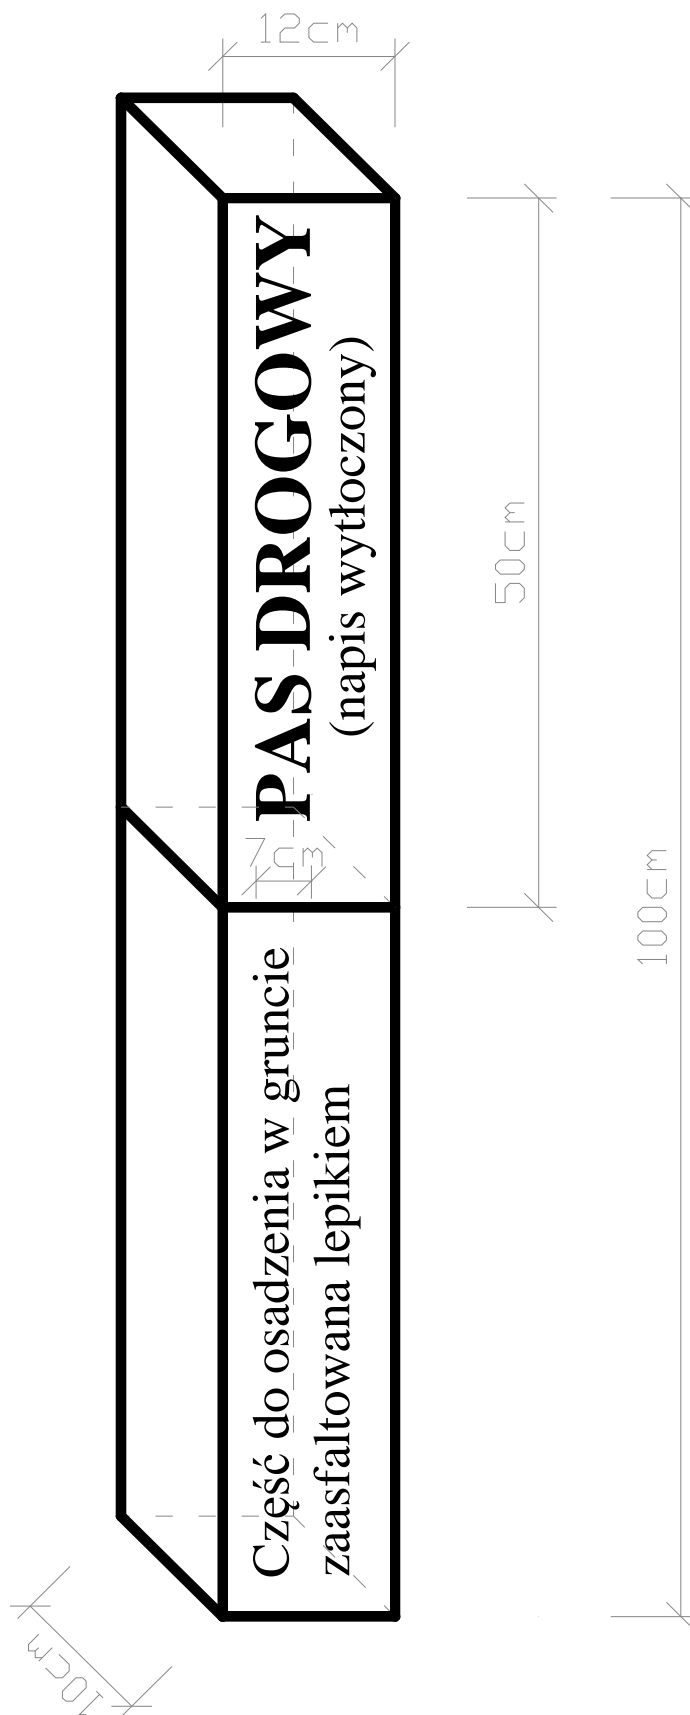 12cm
PAS DROGOWY
(napis wytłoczony)
50cm
100cm
7cm
Część do osadzenia w gruncie
zaasfaltowana lepikiem
10cm